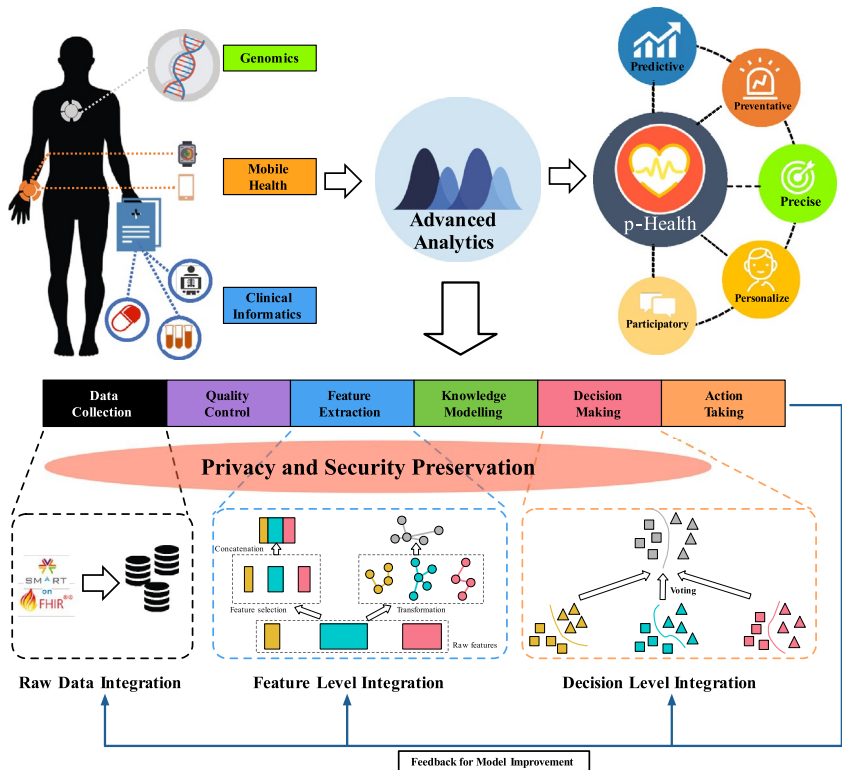 Genomics
Predictive
Preventative
Mobile
Health
Precise
Advanced
Analytics
p-Health
Personalize
Clinical
Informatics
Participatory
Data
Collection
Quality
Control
Feature
Extraction
Knowledge
Modelling
Decision
Making
Action
Taking
Privacy and Security Preservation
SMART
on
FHIR
Concatenation
Feature selection
Transformation
Raw features
Voting
Raw Data Integration
Feature Level Integration
Decision Level Integration
Feedback for Model Improvement